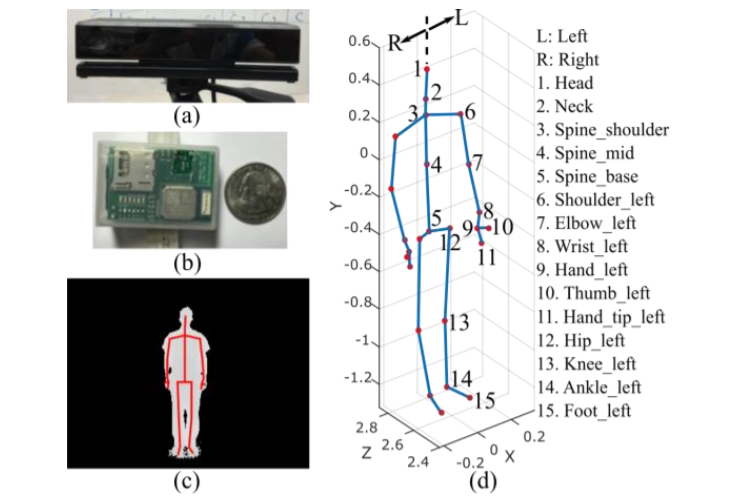 (a)
(b)
(c)
R
L
0.6
0.4
0.2
0
-0.2
-0.4
-0.6
-0.8
-1
-1.2
Y
1
2
3
6
4
7
5
8
9
10
12
11
13
14
15
2.8
2.6
2.4
Z
-0.2
0
0.2
X
(d)
L: Left
R: Right
1. Head
2. Neck
3. Spine_shoulder
4. Spine_mid
5. Spine_base
6. Shoulder_left
7. Elbow_left
8. Wrist_left
9. Hand_left
10. Thumb_left
11. Hand_tip_left
12. Hip_left
13. Knee_left
14. Ankle_left
15. Foot_left